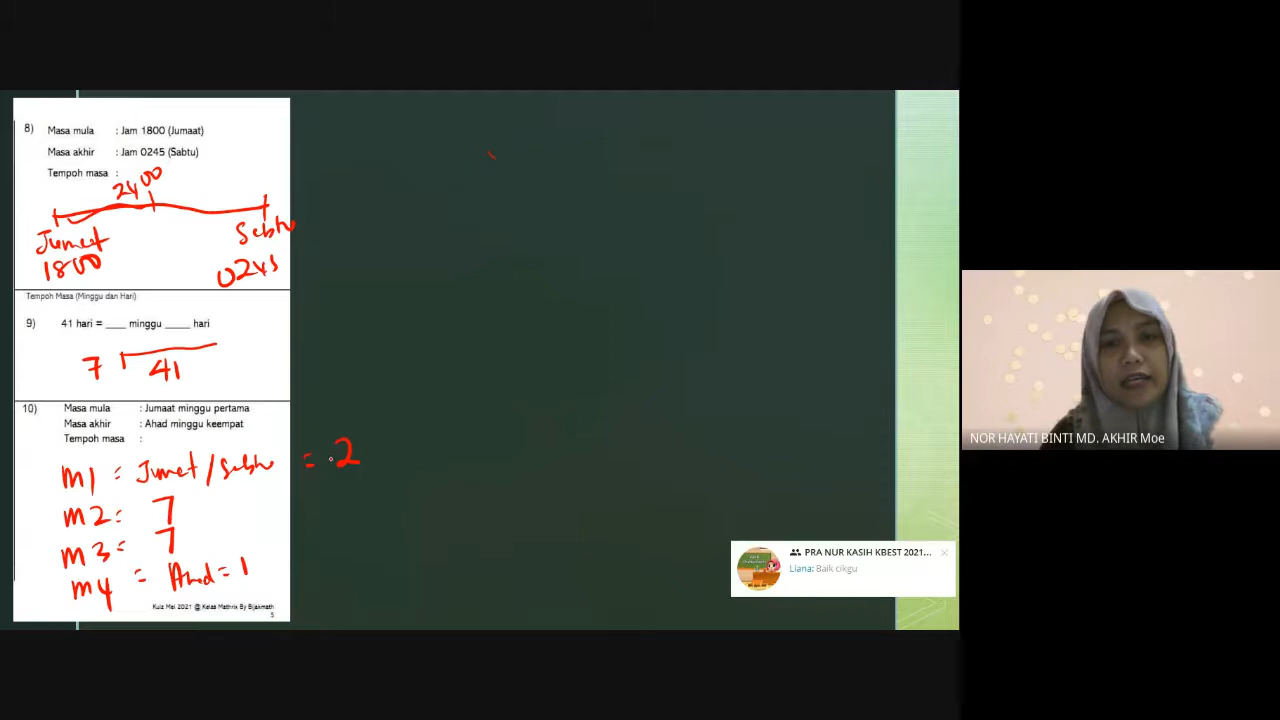 8) Masa mula : Jam 1800 (Jumaat)
Masa akhir : Jam 0245 (Sabtu)
Tempoh masa :
2400
Jumaat
Sabtu
1800
0245
Tempoh Masa (Minggu dan Hari)
9) 41 hari = ____ minggu ____ hari
7 41
10) Masa mula : Jumaat minggu pertama
Masa akhir : Ahad minggu keempat
Tempoh masa :
M1 = Jumat/Sabtu = 2
M2 = 7
M3 = 7
M4 = Ahad = 1
Kuiz Mei 2021 @ Kelas Mathrix By Bijakmath
5
NOR HAYATI BINTI MD. AKHIR Moe
PRA NUR KASIH KBEST 2021...
Liana: Baik cikgu